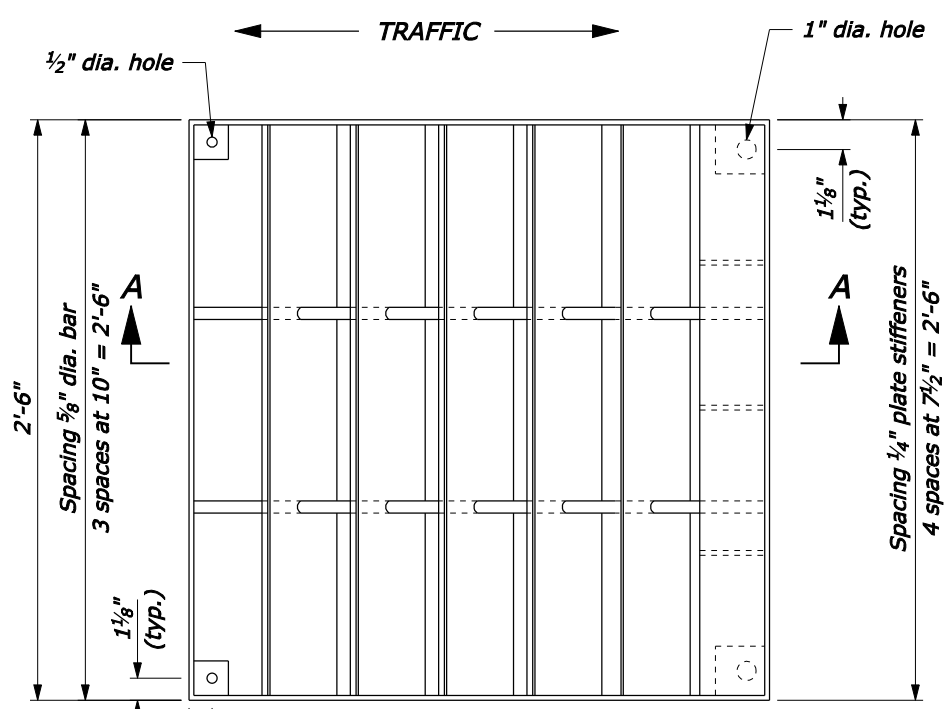 TRAFFIC
1" dia. hole
½" dia. hole
1⅛"
(typ.)
A
A
2'-6"
Spacing ⅝" dia. bar
3 spaces at 10" = 2'-6"
Spacing ¼" plate stiffeners
4 spaces at 7½" = 2'-6"
1⅛"
(typ.)